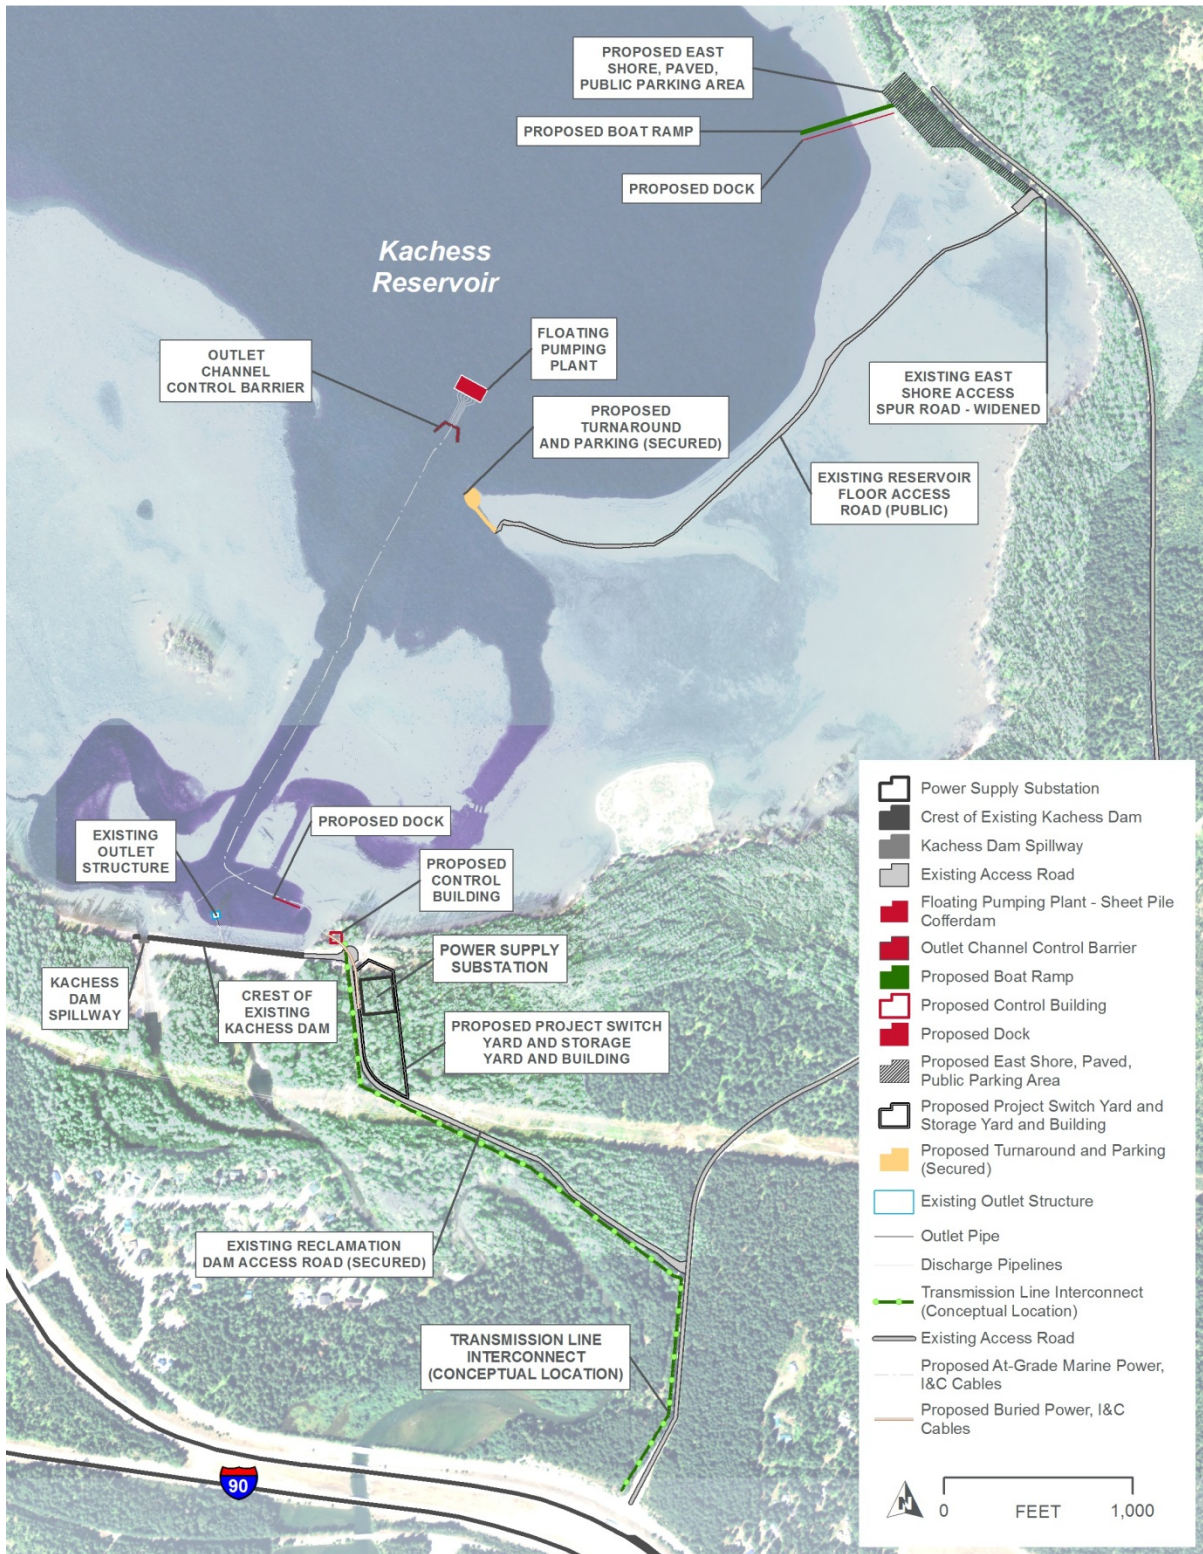 PROPOSED EAST
SHORE, PAVED,
PUBLIC PARKING AREA
PROPOSED BOAT RAMP
PROPOSED DOCK
Kachess
Reservoir
FLOATING
PUMPING
PLANT
OUTLET
CHANNEL
CONTROL BARRIER
PROPOSED
TURNAROUND
AND PARKING (SECURED)
EXISTING EAST
SHORE ACCESS
SPUR ROAD - WIDENED
EXISTING RESERVOIR
FLOOR ACCESS
ROAD (PUBLIC)
PROPOSED DOCK
EXISTING
OUTLET
STRUCTURE
PROPOSED
CONTROL
BUILDING
POWER SUPPLY
SUBSTATION
KACHESS
DAM
SPILLWAY
CREST OF
EXISTING
KACHESS DAM
PROPOSED PROJECT SWITCH
YARD AND STORAGE
YARD AND BUILDING
EXISTING RECLAMATION
DAM ACCESS ROAD (SECURED)
TRANSMISSION LINE
INTERCONNECT
(CONCEPTUAL LOCATION)
90
Power Supply Substation
Crest of Existing Kachess Dam
Kachess Dam Spillway
Existing Access Road
Floating Pumping Plant - Sheet Pile
Cofferdam
Outlet Channel Control Barrier
Proposed Boat Ramp
Proposed Control Building
Proposed Dock
Proposed East Shore, Paved,
Public Parking Area
Proposed Project Switch Yard and
Storage Yard and Building
Proposed Turnaround and Parking
(Secured)
Existing Outlet Structure
Outlet Pipe
Discharge Pipelines
Transmission Line Interconnect
(Conceptual Location)
Existing Access Road
Proposed At-Grade Marine Power,
I&C Cables
Proposed Buried Power, I&C
Cables
N
0 FEET 1,000